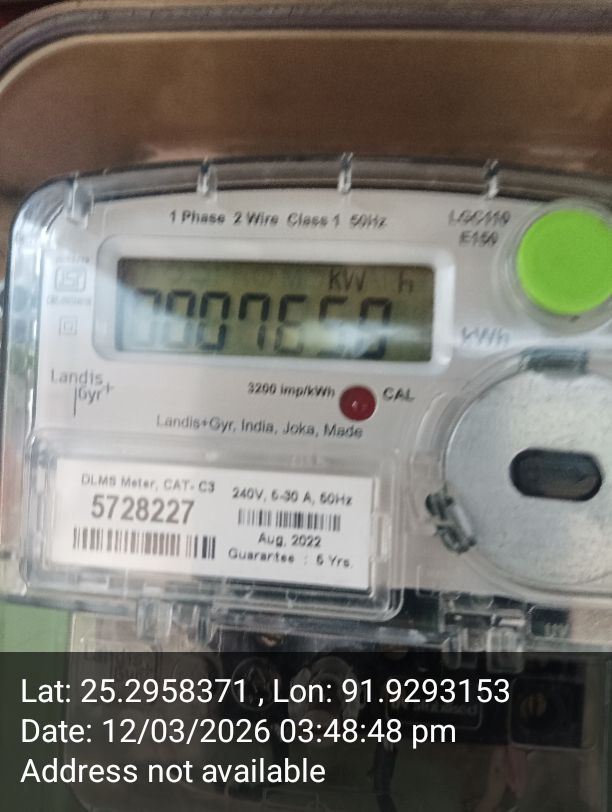 1 Phase 2 Wire Class 1 50Hz
LGC110
E150
kW h
kWh
Landis
Gyr+
3200 imp/kWh
CAL
Landis+Gyr, India, Joka, Made
DLMS Meter, CAT- C3
5728227
240V, 5-30 A, 50Hz
Aug, 2022
Guarantee : 5 Yrs.
Lat: 25.2958371 , Lon: 91.9293153
Date: 12/03/2026 03:48:48 pm
Address not available